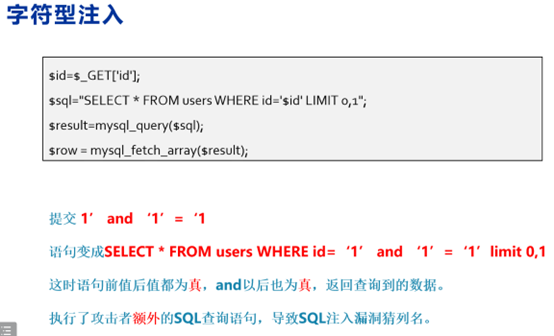 字符型注入
$id=$_GET['id'];
$sql="SELECT * FROM users WHERE id='$id' LIMIT 0,1";
$result=mysql_query($sql);
$row = mysql_fetch_array($result);
提交 1’ and ‘1’ = ‘1
语句变成SELECT * FROM users WHERE id= ‘1’ and ‘1’ = ‘1’ limit 0,1
这时语句前值后值都为真，and以后也为真，返回查询到的数据。
执行了攻击者额外的SQL查询语句，导致SQL注入漏洞猜列名。